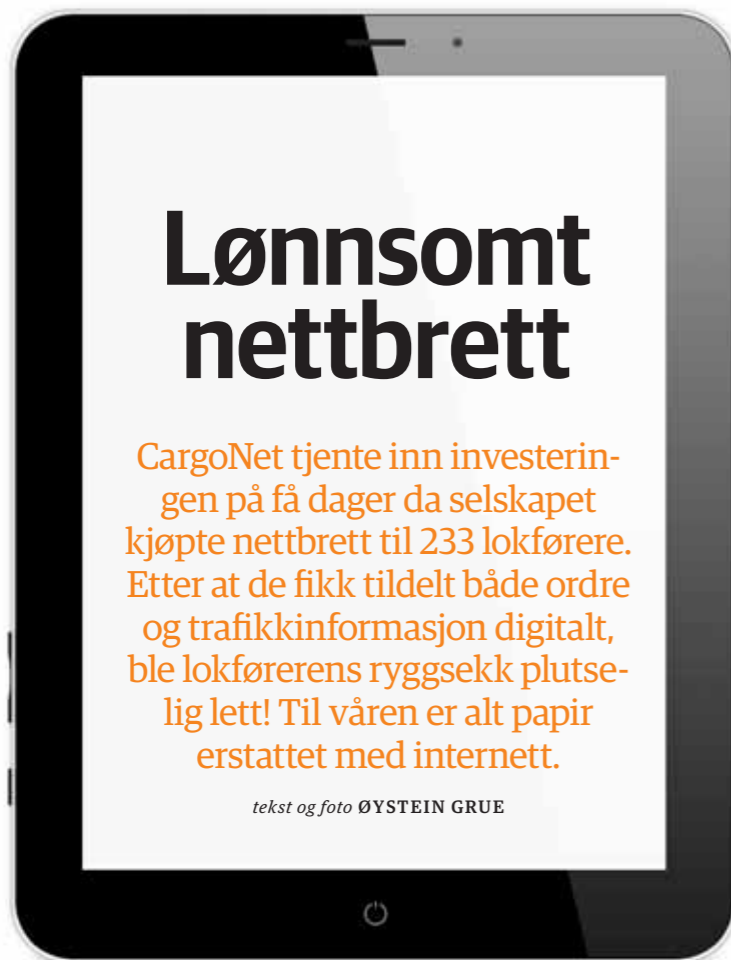 Lønnsomt
nettbrett
CargoNet tjente inn investerin-
gen på få dager da selskapet
kjøpte nettbrett til 233 lokførere.
Etter at de fikk tildelt både ordre
og trafikkinformasjon digitalt,
ble lokførerens ryggsekk plutse-
lig lett! Til våren er alt papir
erstattet med internett.
tekst og foto ØYSTEIN GRUE